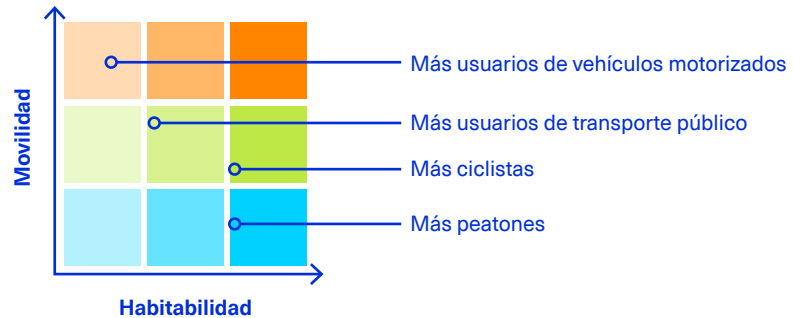 Movilidad
Más usuarios de vehículos motorizados
Más usuarios de transporte público
Más ciclistas
Más peatones
Habitabilidad